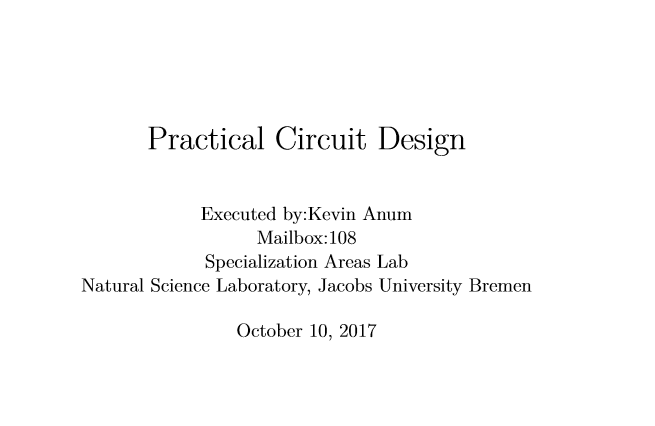 Practical Circuit Design
Executed by:Kevin Anum
Mailbox:108
Specialization Areas Lab
Natural Science Laboratory, Jacobs University Bremen
October 10, 2017